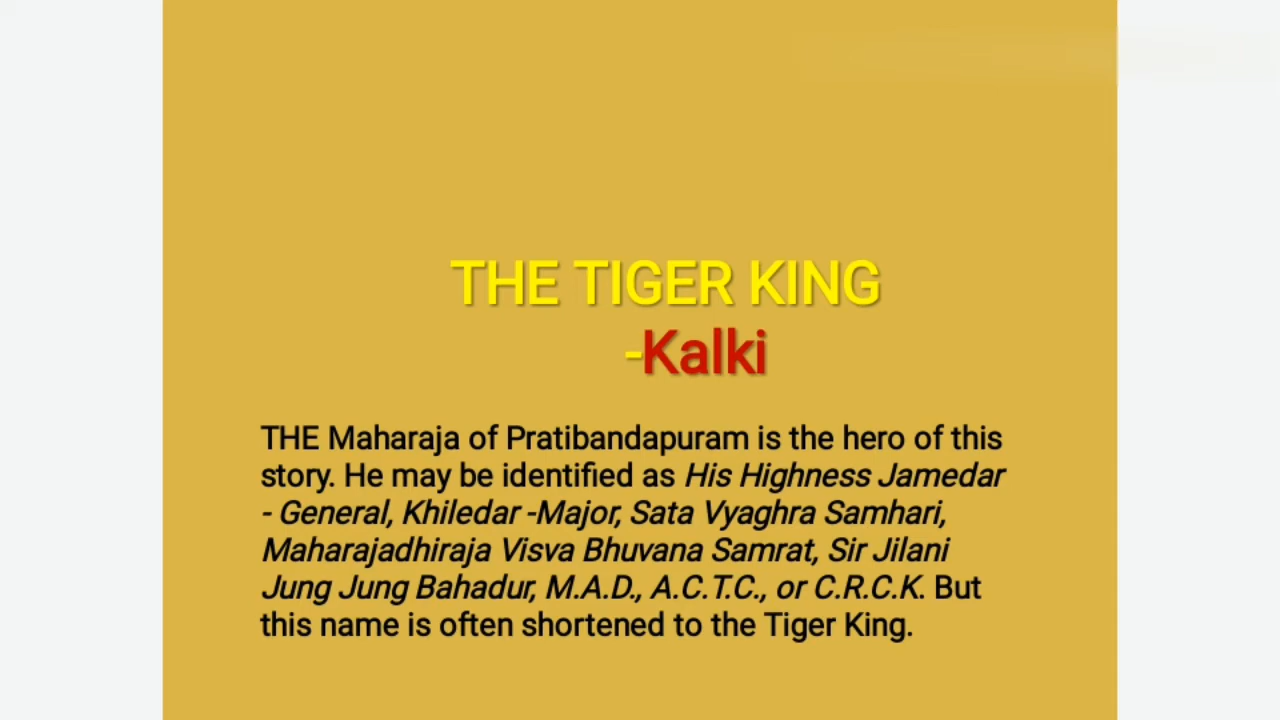 THE TIGER KING
-Kalki
THE Maharaja of Pratibandapuram is the hero of this
story. He may be identified as His Highness Jamedar
- General, Khiledar -Major, Sata Vyaghra Samhari,
Maharajadhiraja Visva Bhuvana Samrat, Sir Jilani
Jung Jung Bahadur, M.A.D., A.C.T.C., or C.R.C.K. But
this name is often shortened to the Tiger King.